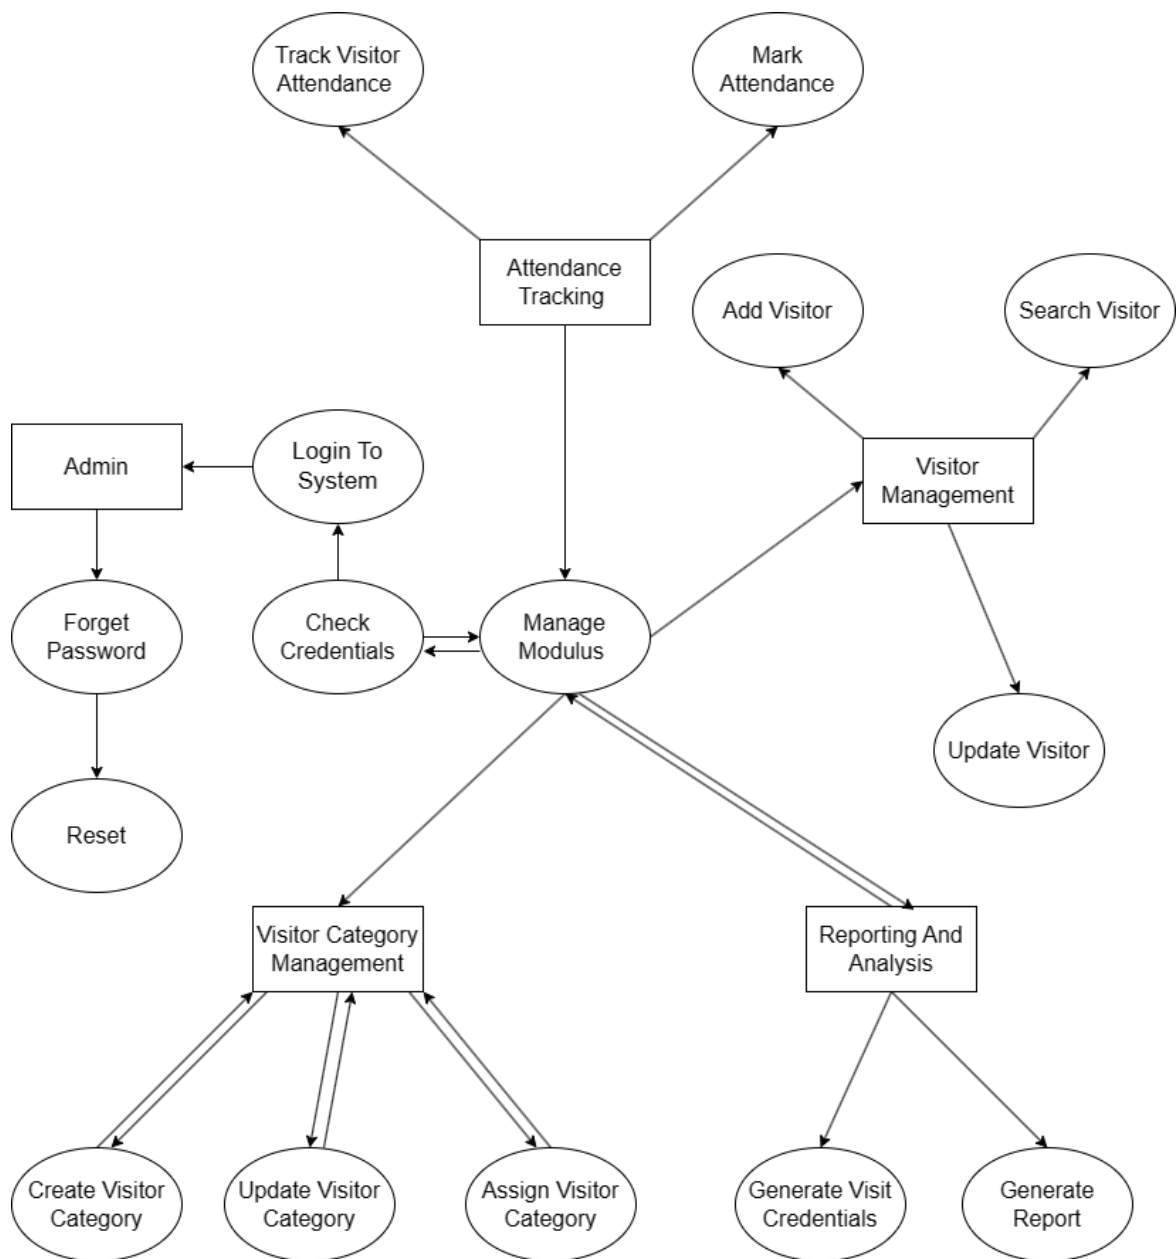 Track Visitor
Attendance
Mark
Attendance
Attendance
Tracking
Add Visitor
Search Visitor
Admin
Login To
System
Visitor
Management
Forget
Password
Check
Credentials
Manage
Modulus
Update Visitor
Reset
Visitor Category
Management
Reporting And
Analysis
Create Visitor
Category
Update Visitor
Category
Assign Visitor
Category
Generate Visit
Credentials
Generate
Report